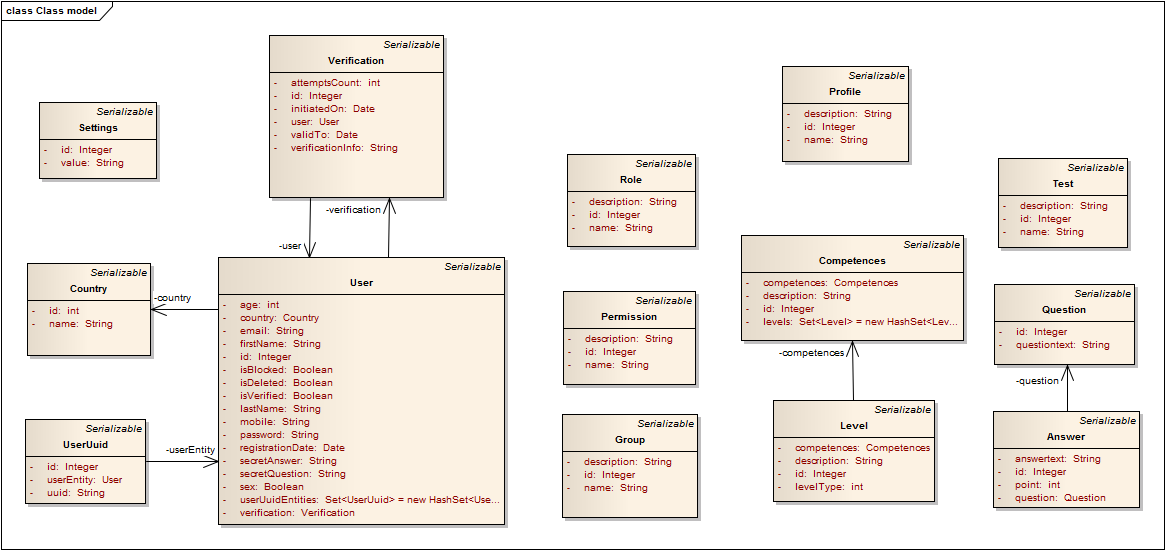 class Class model
Serializable
Verification
- attemptsCount: int
- id: Integer
- initiatedOn: Date
- user: User
- validTo: Date
- verificationInfo: String
Serializable
Settings
- id: Integer
- value: String
Serializable
Profile
- description: String
- id: Integer
- name: String
Serializable
Role
- description: String
- id: Integer
- name: String
Serializable
Test
- description: String
- id: Integer
- name: String
-verification
-user
Serializable
Country
- id: int
- name: String
-country
Serializable
User
- age: int
- country: Country
- email: String
- firstName: String
- id: Integer
- isBlocked: Boolean
- isDeleted: Boolean
- isVerified: Boolean
- lastName: String
- mobile: String
- password: String
- registrationDate: Date
- secretAnswer: String
- secretQuestion: String
- sex: Boolean
- userUuidEntities: Set<UserUuid> = new HashSet<Use...
- verification: Verification
Serializable
Competences
- competences: Competences
- description: String
- id: Integer
- levels: Set<Level> = new HashSet<Lev...
Serializable
Permission
- description: String
- id: Integer
- name: String
Serializable
Question
- id: Integer
- questiontext: String
-competences
-question
Serializable
UserUuid
- id: Integer
- userEntity: User
- uuid: String
-userEntity
Serializable
Group
- description: String
- id: Integer
- name: String
Serializable
Level
- competences: Competences
- description: String
- id: Integer
- levelType: int
Serializable
Answer
- answertext: String
- id: Integer
- point: int
- question: Question